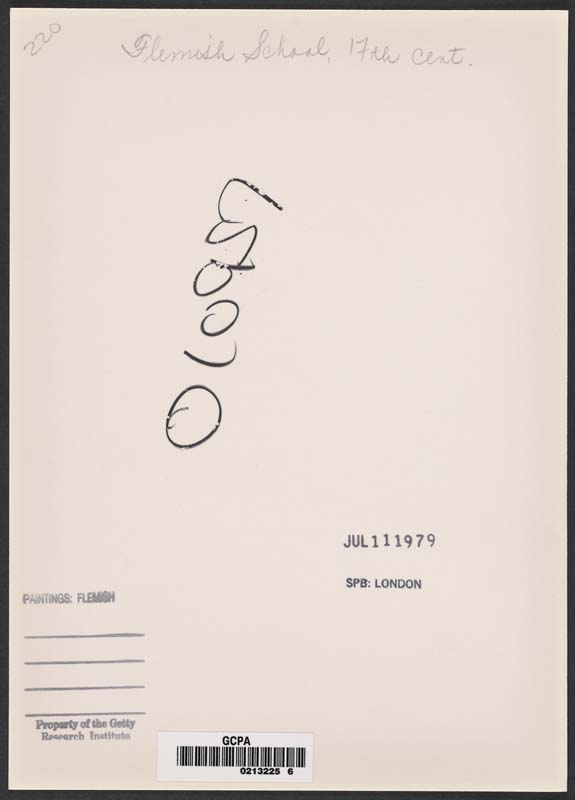 220
Flemish School, 17th cent.
JUL 11 1979
SPB: LONDON
PAINTINGS: FLEMISH
Property of the Getty
Research Institute
GCPA
0213225 6